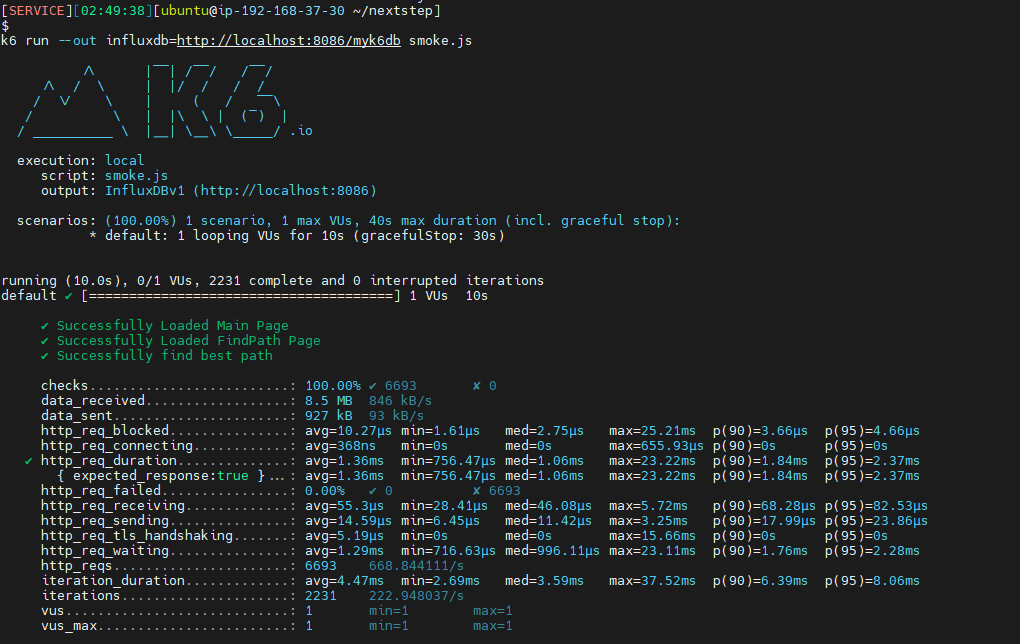 [SERVICE][02:49:38][ubuntu@ip-192-168-37-30 ~/nextstep]
$
k6 run --out influxdb=http://localhost:8086/myk6db smoke.js
.io
execution: local
script: smoke.js
output: InfluxDBv1 (http://localhost:8086)
scenarios: (100.00%) 1 scenario, 1 max VUs, 40s max duration (incl. graceful stop):
* default: 1 looping VUs for 10s (gracefulStop: 30s)
running (10.0s), 0/1 VUs, 2231 complete and 0 interrupted iterations
default ✔ [======================================] 1 VUs  10s
✔ Successfully Loaded Main Page
✔ Successfully Loaded FindPath Page
✔ Successfully find best path
checks.........................: 100.00% ✔ 6693       ✘ 0
data_received..................: 8.5 MB  846 kB/s
data_sent......................: 927 kB  93 kB/s
http_req_blocked...............: avg=10.27µs min=1.61µs   med=2.75µs   max=25.21ms  p(90)=3.66µs  p(95)=4.66µs
http_req_connecting............: avg=368ns   min=0s       med=0s       max=655.93µs p(90)=0s      p(95)=0s
✔ http_req_duration..............: avg=1.36ms  min=756.47µs med=1.06ms   max=23.22ms  p(90)=1.84ms  p(95)=2.37ms
{ expected_response:true }...: avg=1.36ms  min=756.47µs med=1.06ms   max=23.22ms  p(90)=1.84ms  p(95)=2.37ms
http_req_failed................: 0.00%   ✔ 0          ✘ 6693
http_req_receiving.............: avg=55.3µs  min=28.41µs  med=46.08µs  max=5.72ms   p(90)=68.28µs p(95)=82.53µs
http_req_sending...............: avg=14.59µs min=6.45µs   med=11.42µs  max=3.25ms   p(90)=17.99µs p(95)=23.86µs
http_req_tls_handshaking.......: avg=5.19µs  min=0s       med=0s       max=15.66ms  p(90)=0s      p(95)=0s
http_req_waiting...............: avg=1.29ms  min=716.63µs med=996.11µs max=23.11ms  p(90)=1.76ms  p(95)=2.28ms
http_reqs......................: 6693    668.844111/s
iteration_duration.............: avg=4.47ms  min=2.69ms   med=3.59ms   max=37.52ms  p(90)=6.39ms  p(95)=8.06ms
iterations.....................: 2231    222.948037/s
vus............................: 1       min=1        max=1
vus_max........................: 1       min=1        max=1